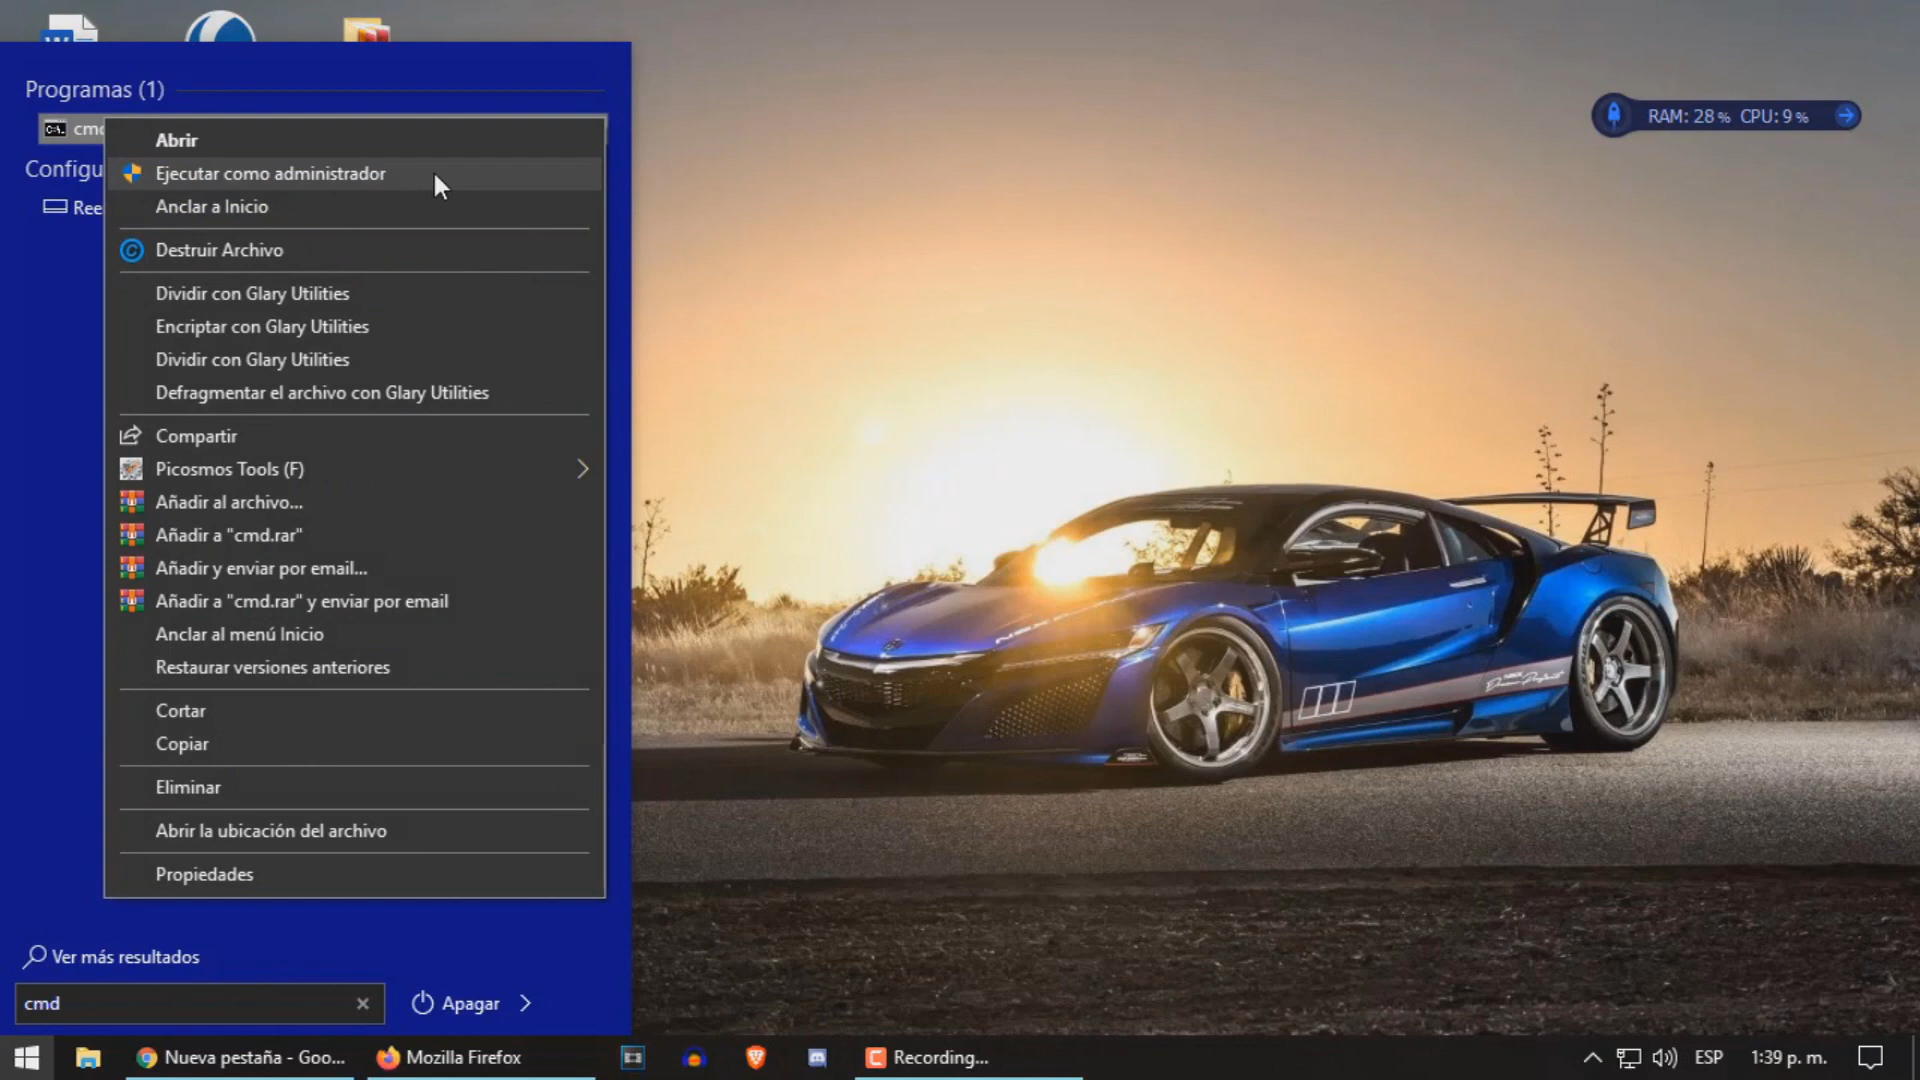 Programas (1)
cmd
Abrir
Ejecutar como administrador
Anclar a Inicio
Configu
Ree
Destruir Archivo
Dividir con Glary Utilities
Encriptar con Glary Utilities
Dividir con Glary Utilities
Defragmentar el archivo con Glary Utilities
Compartir
Picosmos Tools (F)
Añadir al archivo...
Añadir a "cmd.rar"
Añadir y enviar por email...
Añadir a "cmd.rar" y enviar por email
Anclar al menú Inicio
Restaurar versiones anteriores
Cortar
Copiar
Eliminar
Abrir la ubicación del archivo
Propiedades
Ver más resultados
cmd
Apagar
RAM: 28% CPU: 9%
Nueva pestaña - Goo...
Mozilla Firefox
Recording...
ESP
1:39 p. m.